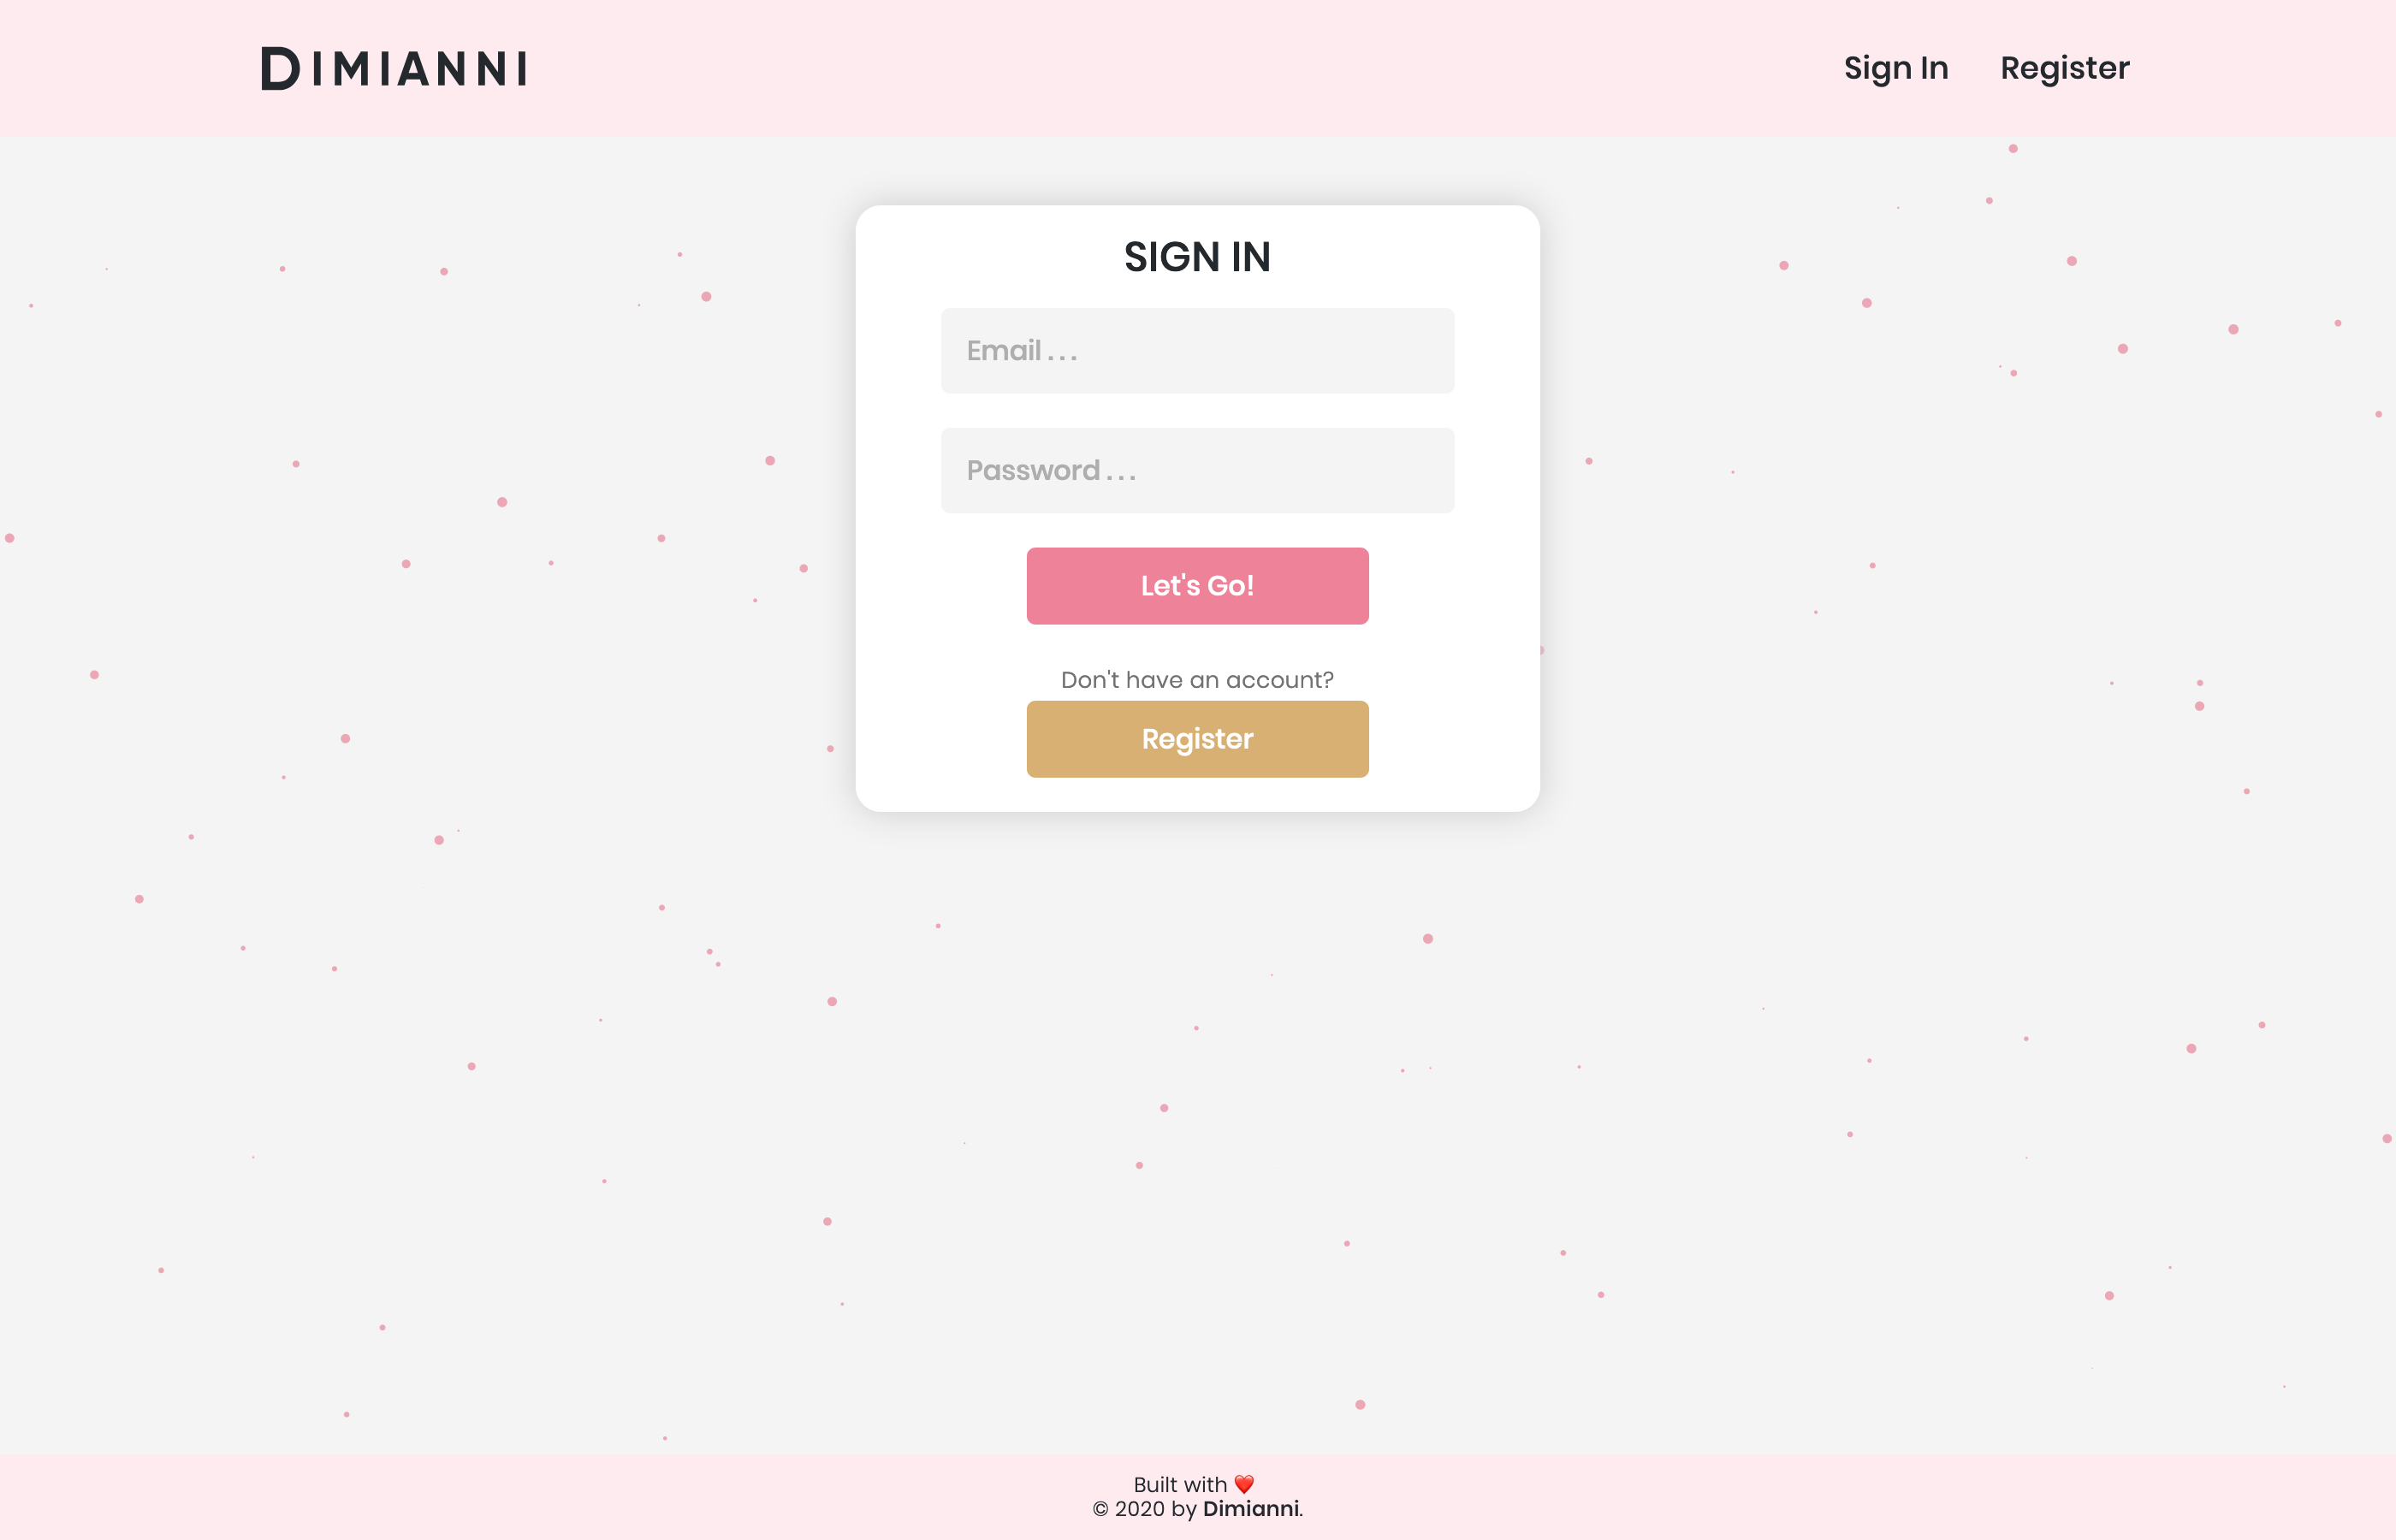 DIMIANNI
Sign In
Register
SIGN IN
Email . . .
Password . . .
Let's Go!
Don't have an account?
Register
Built with ❤️
© 2020 by Dimianni.